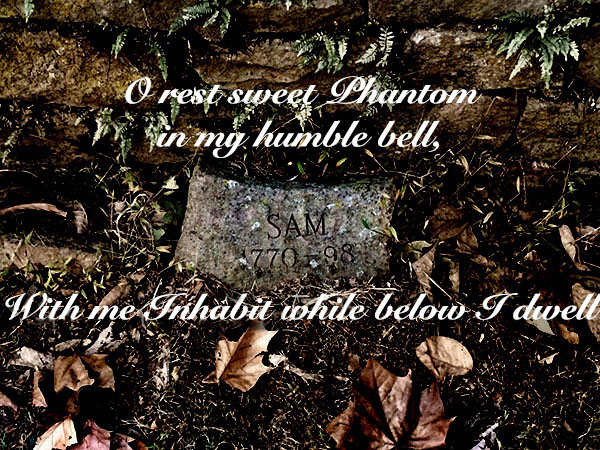 O rest sweet Phantom
in my humble bell,
SAM
1770 - 98
With me Inhabit while below I dwell